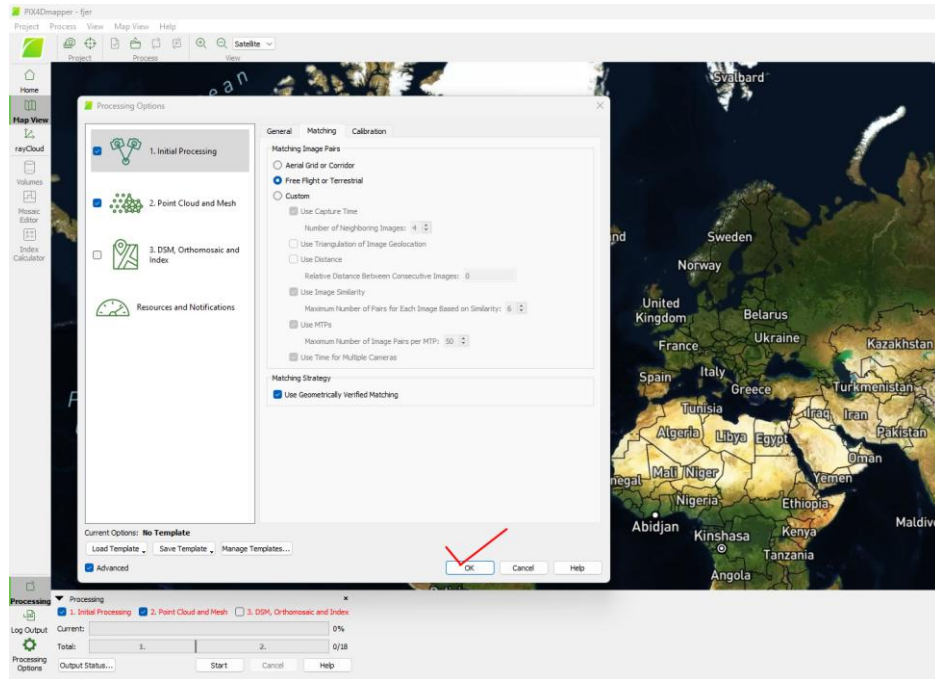 PIX4Dmapper - fjer
Project Process View Map View Help
Satellite
Project Process View
Home
Map View
rayCloud
Volumes
Mosaic
Editor
Index
Calculator
Processing Options
1. Initial Processing
2. Point Cloud and Mesh
3. DSM, Orthomosaic and
Index
Resources and Notifications
General Matching Calibration
Matching Image Pairs
Aerial Grid or Corridor
Free Flight or Terrestrial
Custom
Use Capture Time
Number of Neighboring Images: 4
Use Triangulation of Image Geolocation
Use Distance
Relative Distance Between Consecutive Images: 0
Use Image Similarity
Maximum Number of Pairs for Each Image Based on Similarity: 6
Use MTPs
Maximum Number of Image Pairs per MTP: 50
Use Time for Multiple Cameras
Matching Strategy
Use Geometrically Verified Matching
Current Options: No Template
Load Template Save Template Manage Templates...
Advanced
OK Cancel Help
ean
Svalbard
nd
Sweden
Norway
United
Kingdom
Belarus
Ukraine
France
Kazakhstan
Italy
Spain
Greece
Turkmenistan
Tunisia
Iraq Iran
Algeria Libya Egypt
Pakistan
Oman
negal Mali Niger
Yemen
Nigeria
Ethiopia
Abidjan
Maldiv
Kinshasa
Kenya
Tanzania
Angola
P
Processing
Log Output
Processing
Options
Processing
1. Initial Processing 2. Point Cloud and Mesh 3. DSM, Orthomosaic and Index
Current: 0%
Total: 1. 2. 0/18
Output Status... Start Cancel Help